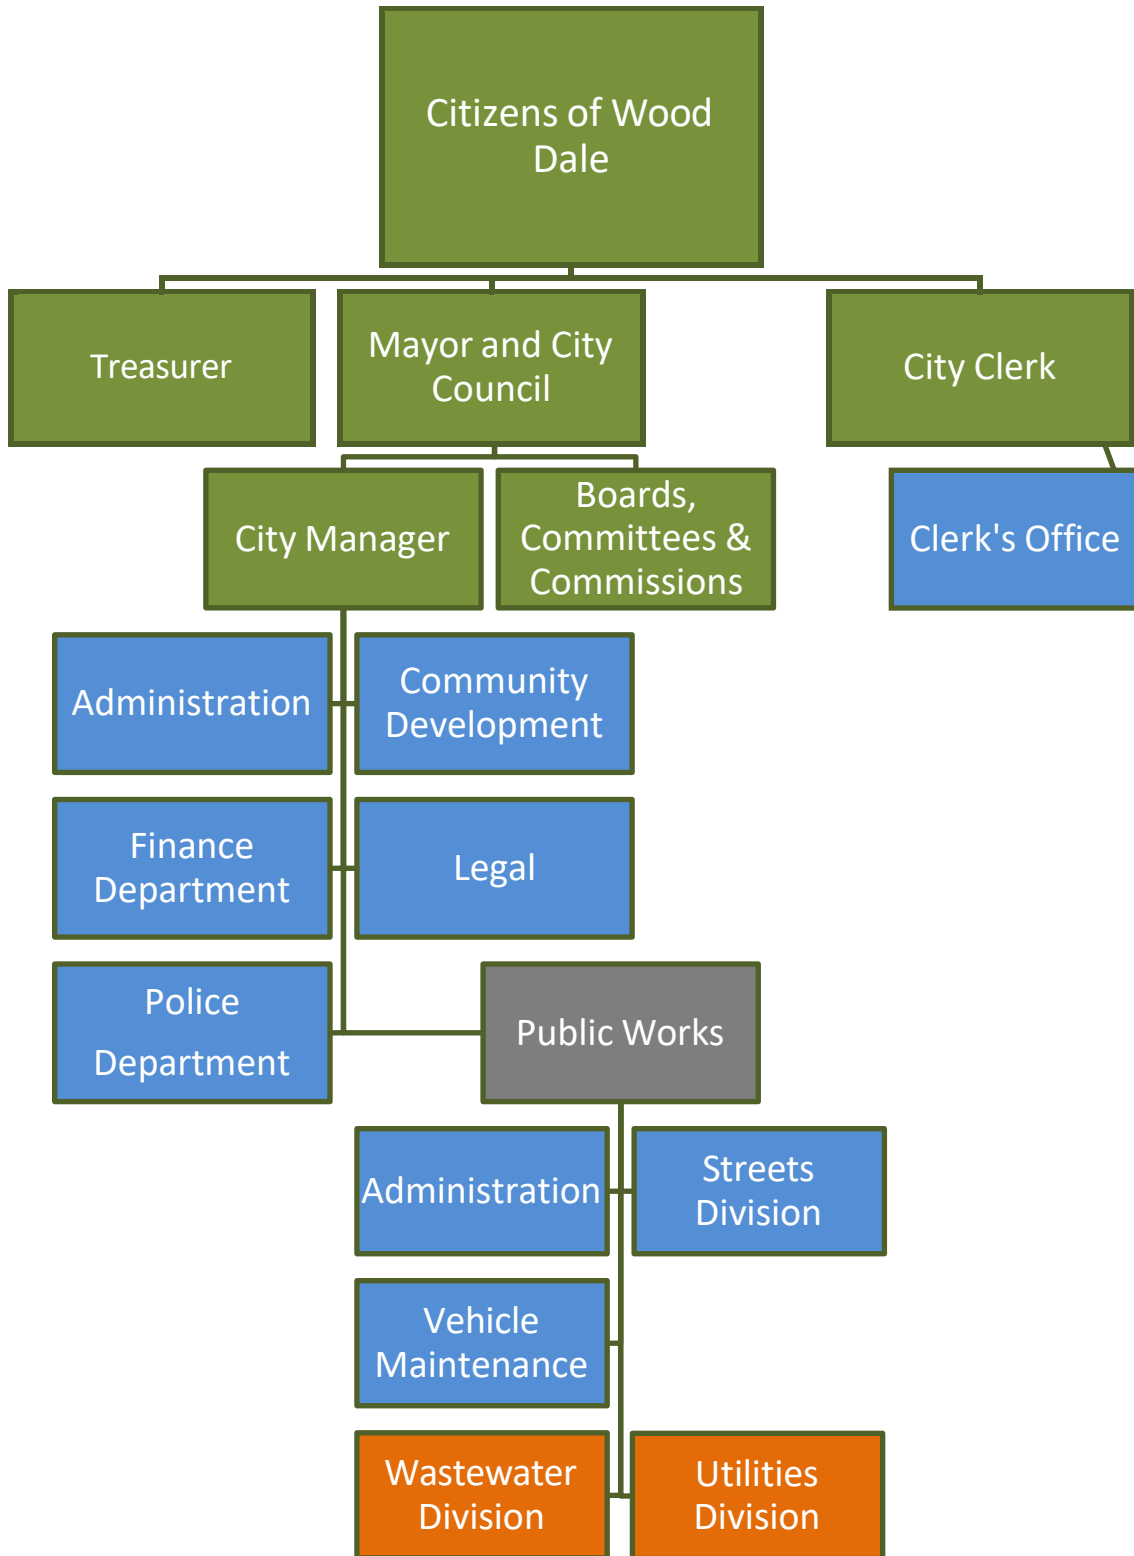 Citizens of Wood
Dale
Treasurer
Mayor and City
Council
City Clerk
City Manager
Boards,
Committees &
Commissions
Clerk's Office
Administration
Community
Development
Finance
Department
Legal
Police
Department
Public Works
Administration
Streets
Division
Vehicle
Maintenance
Wastewater
Division
Utilities
Division